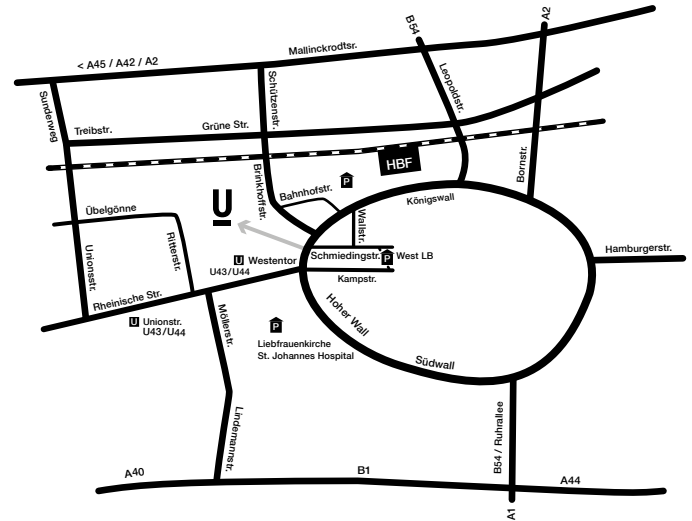 A2
B 54
Mallinckrodtsr.
< A45 / A42 / A2
Schützenstr.
Leopoldstr.
Sunderweg
Treibstr.
Grüne Str.
HBF
Bornstr.
Brinkhoffstr.
P
Bahnhofstr.
Königswall
U
Übelgönne
Wallstr.
Ritterstr.
Unionsstr.
Hamburgerstr.
Schmiedingstr.
P
West LB
U Westentor
U43/U44
Kampstr.
Rheinische Str.
Hoher Wall
Möllerstr.
U Unionstr.
U43/U44
P
Liebfrauenkirche
St. Johannes Hospital
Südwall
Lindemannstr.
B54 / Ruhrallee
A40
B1
A44
A1